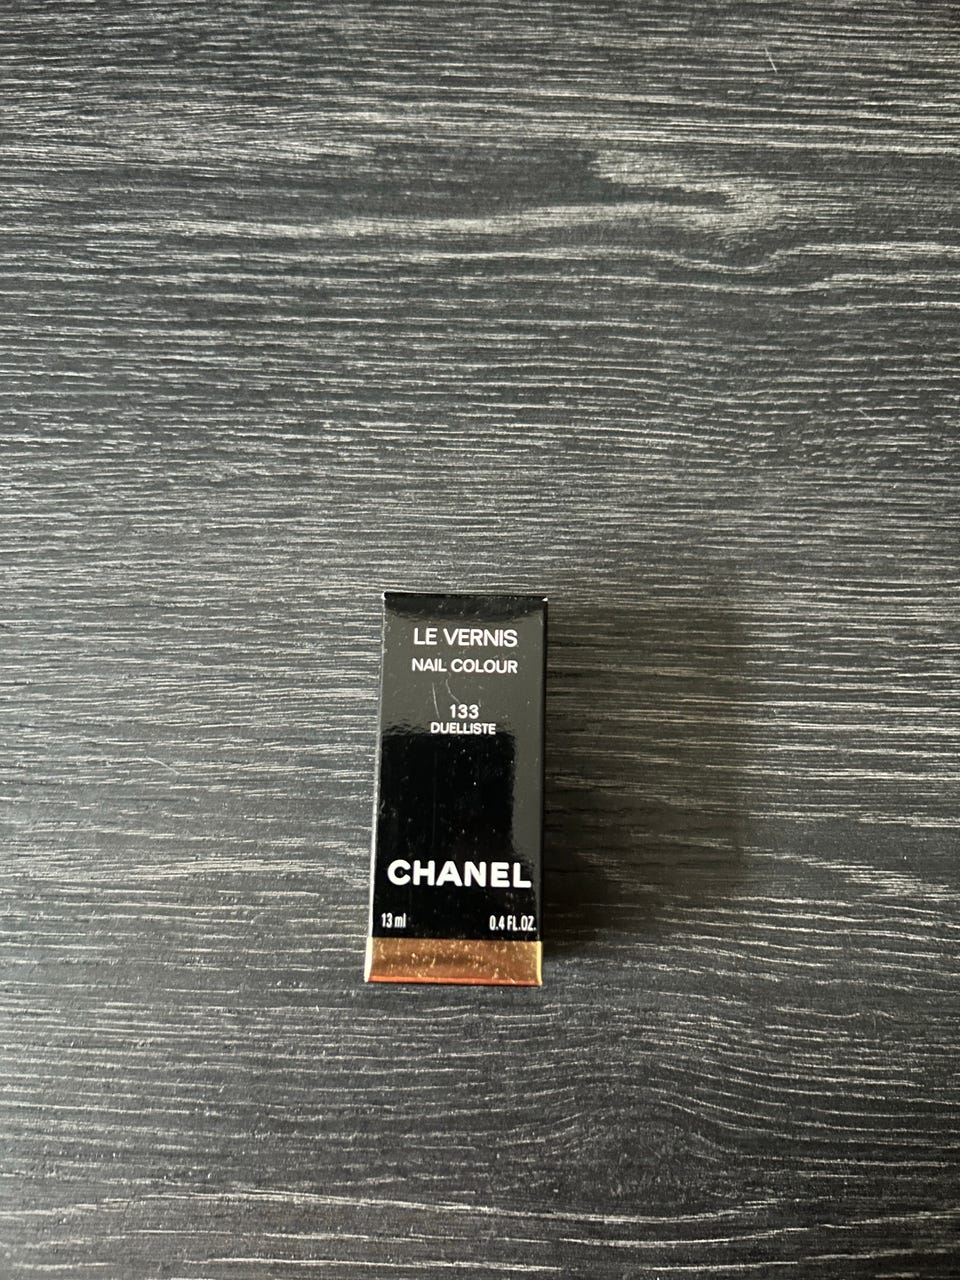 LE VERNIS
NAIL COLOUR
133
DUELLISTE
CHANEL
13 ml 0.4 FL.OZ.